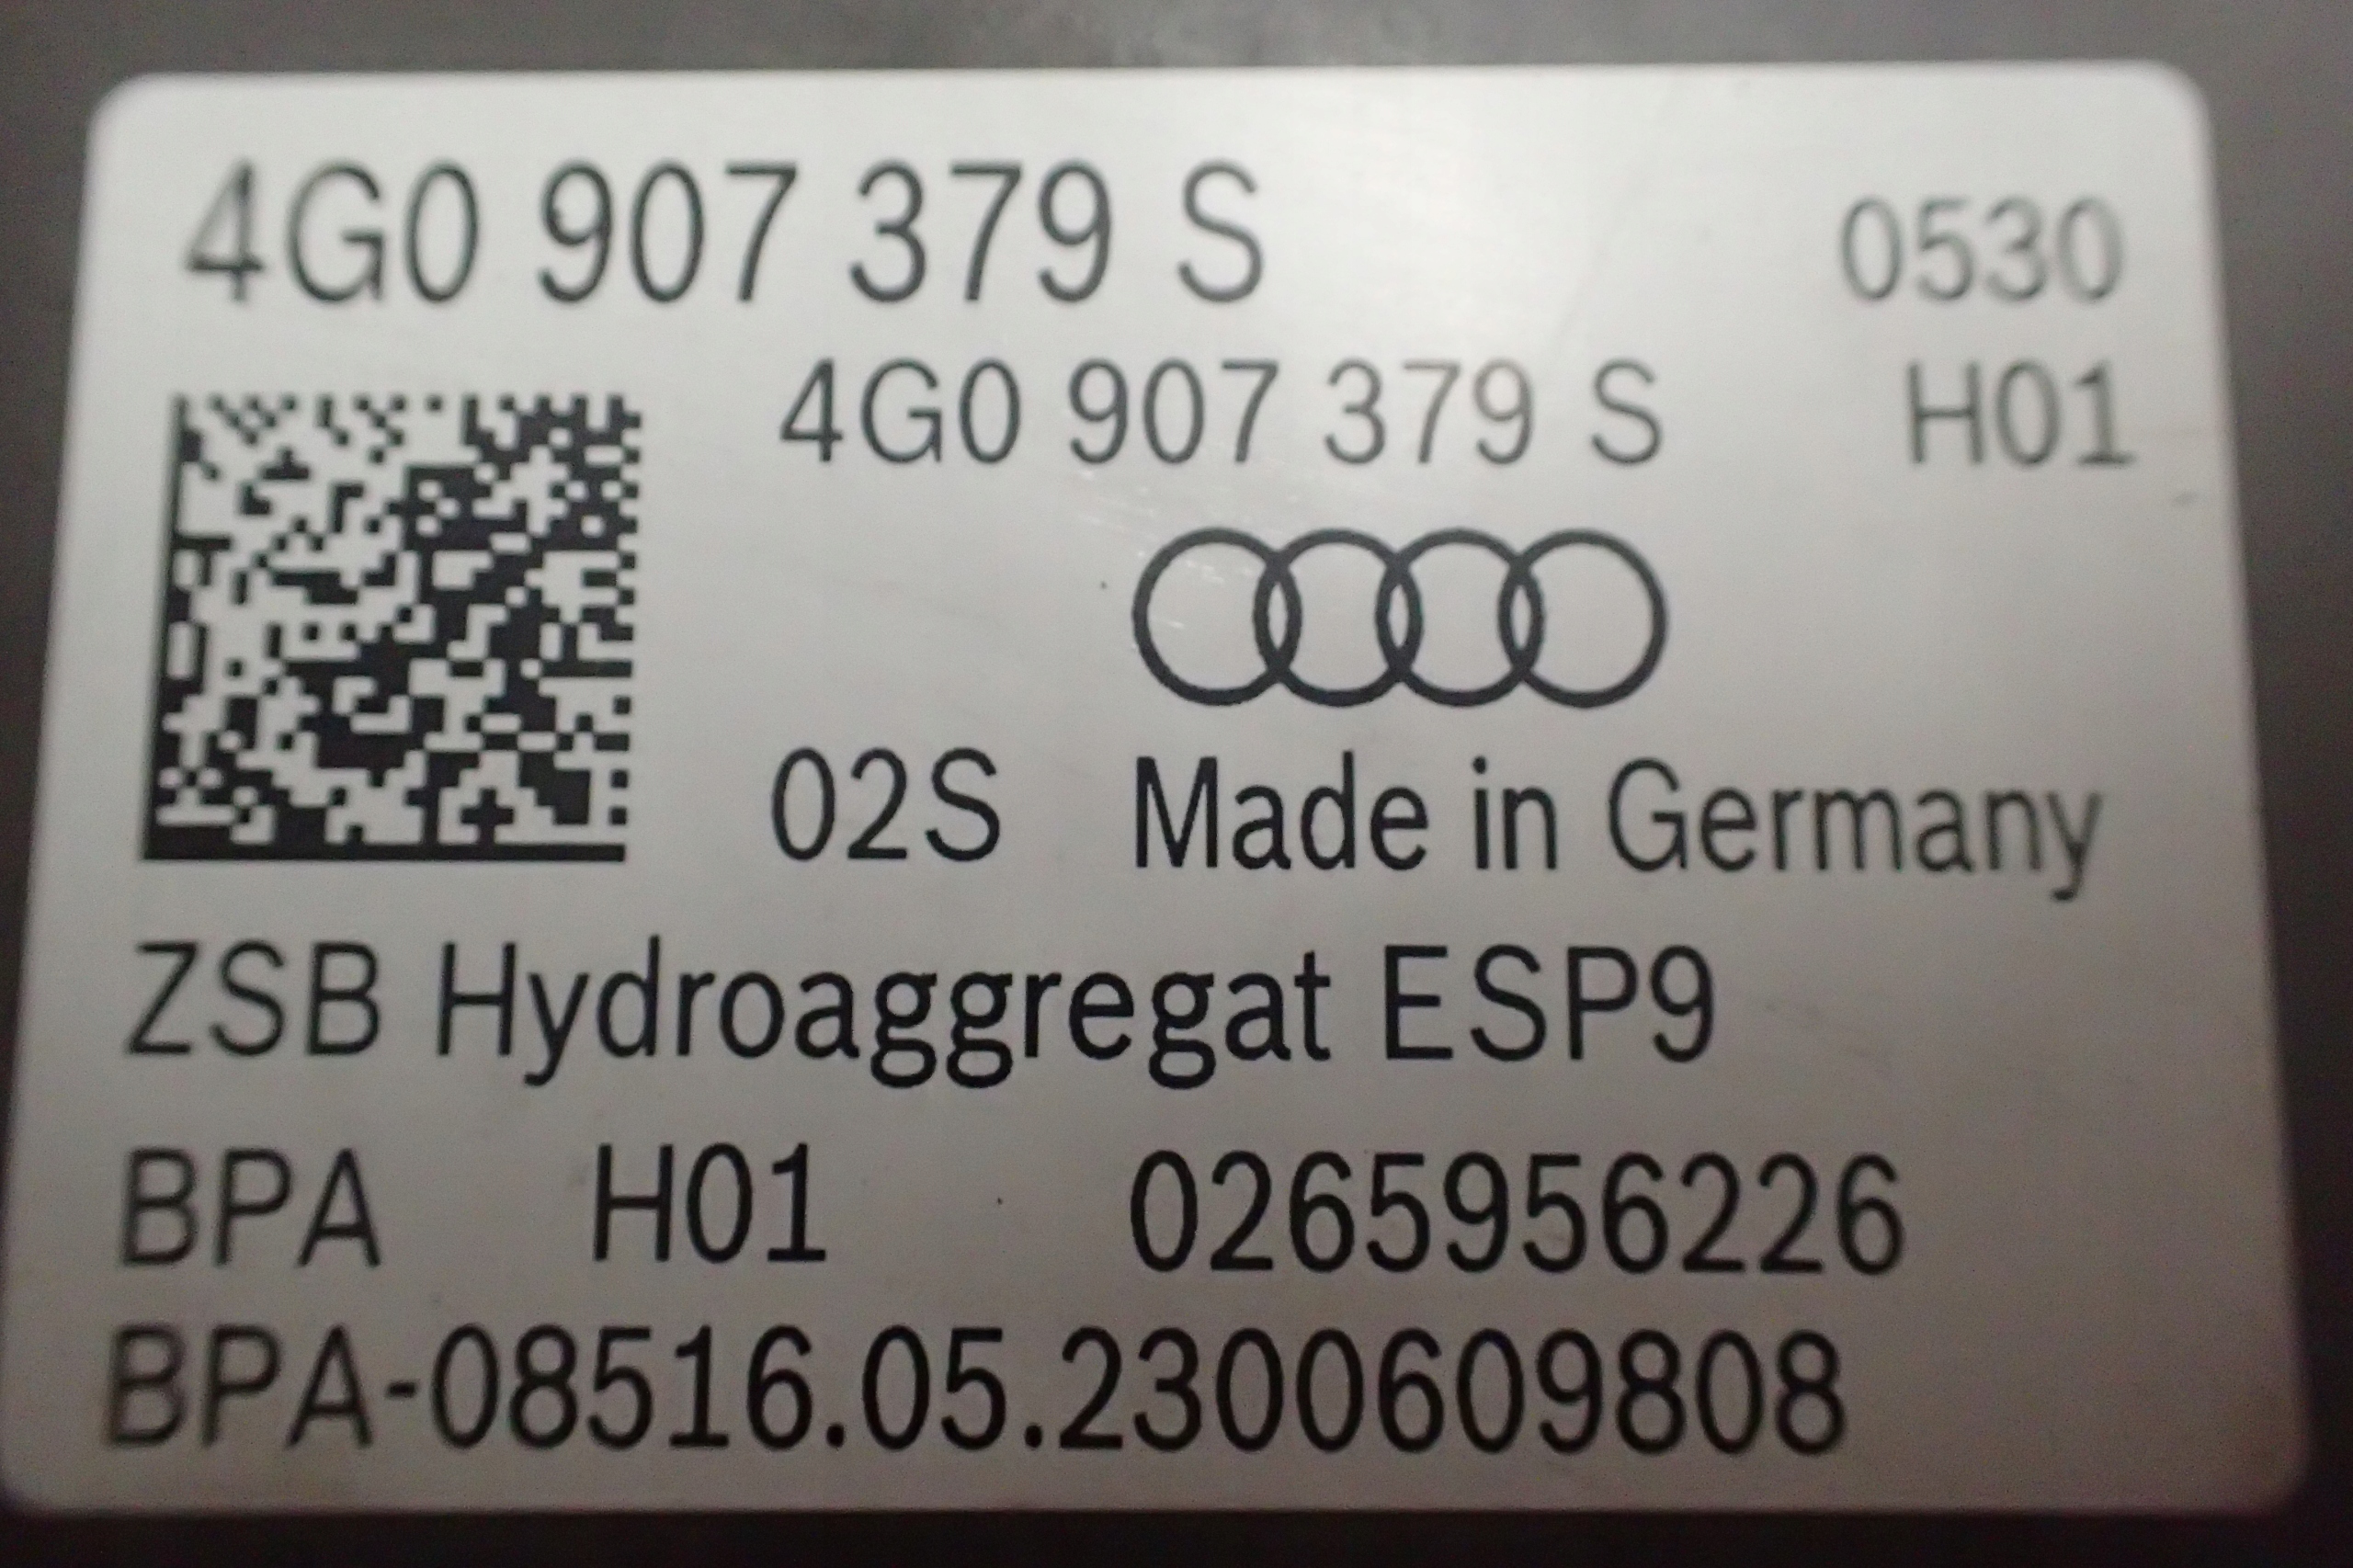 4G0 907 379 S 0530
4G0 907 379 S H01
02S Made in Germany
ZSB Hydroaggregat ESP9
BPA H01 0265956226
BPA-08516.05.2300609808